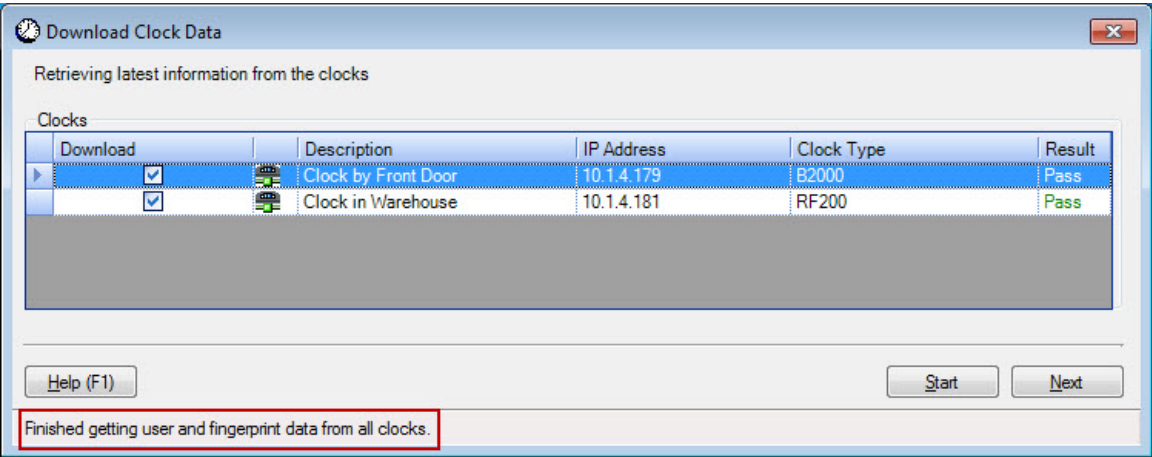 Download Clock Data
Retrieving latest information from the clocks
Clocks
Download Description IP Address Clock Type Result
Clock by Front Door 10.1.4.179 B2000 Pass
Clock in Warehouse 10.1.4.181 RF200 Pass
Help (F1) Start Next
Finished getting user and fingerprint data from all clocks.